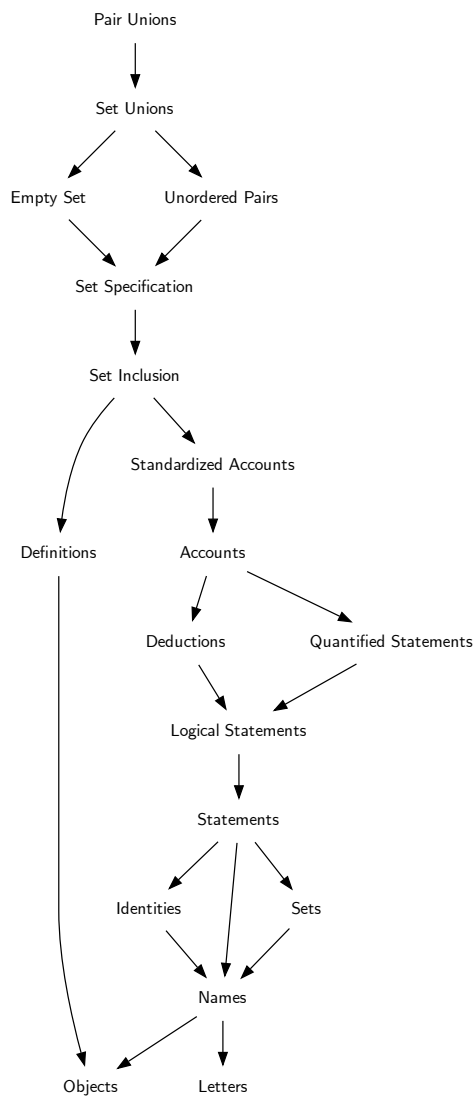 Pair Unions
Set Unions
Empty Set
Unordered Pairs
Set Specification
Set Inclusion
Standardized Accounts
Definitions
Accounts
Deductions
Quantified Statements
Logical Statements
Statements
Identities
Sets
Names
Objects
Letters